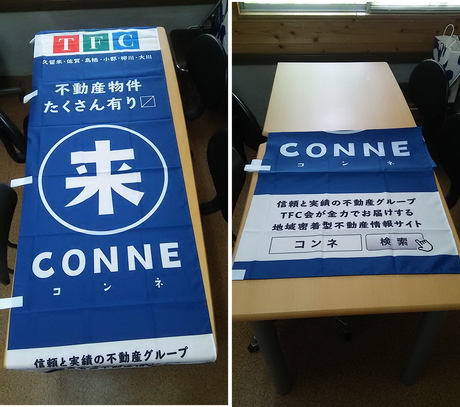 TFC
久留米・佐賀・鳥栖・小郡・柳川・大川
不動産物件
たくさん有り〼
来
CONNE
コンネ
信頼と実績の不動産グループ
CONNE
コンネ
信頼と実績の不動産グループ
TFC会が全力でお届けする
地域密着型不動産情報サイト
コンネ 検索